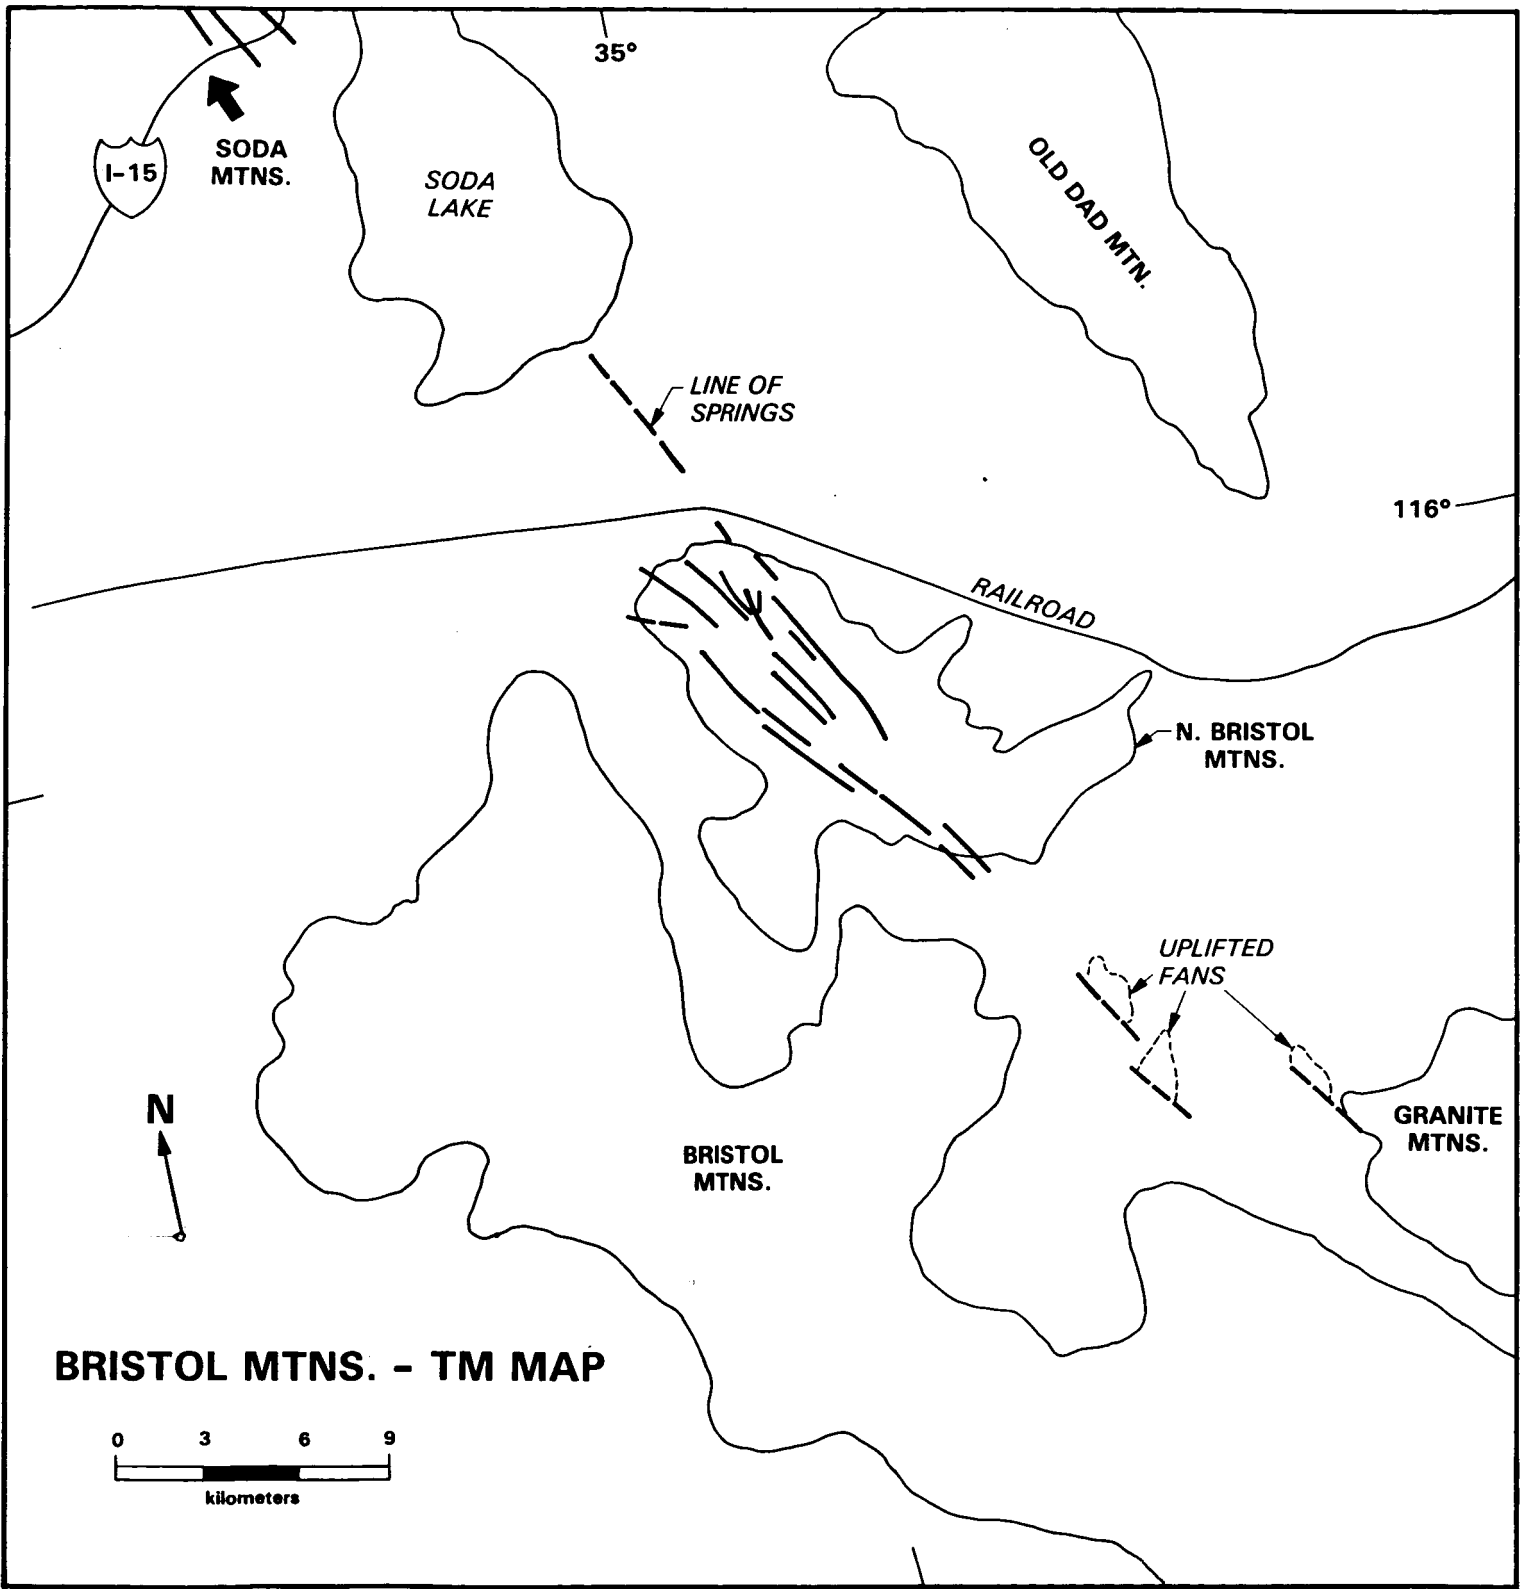 35°
SODA
MTNS.
I-15
SODA
LAKE
OLD DAD MTN.
LINE OF
SPRINGS
116°
RAILROAD
N. BRISTOL
MTNS.
UPLIFTED
FANS
N
GRANITE
MTNS.
BRISTOL
MTNS.
BRISTOL MTNS. - TM MAP
0 3 6 9
kilometers